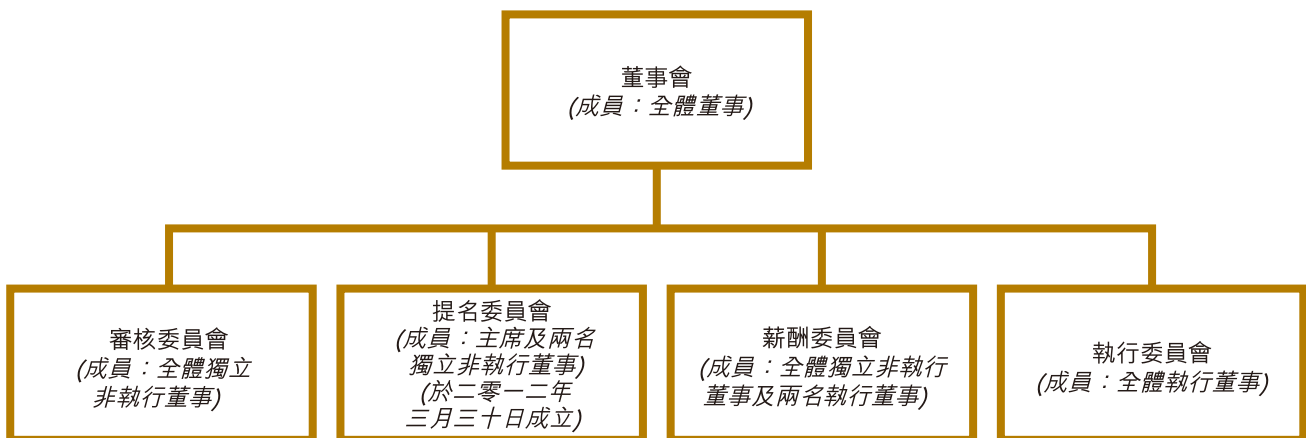 董事會
(成員：全體董事)
審核委員會
(成員：全體獨立
非執行董事)
提名委員會
(成員：主席及兩名
獨立非執行董事)
(於二零一二年
三月三十日成立)
薪酬委員會
(成員：全體獨立非執行
董事及兩名執行董事)
執行委員會
(成員：全體執行董事)